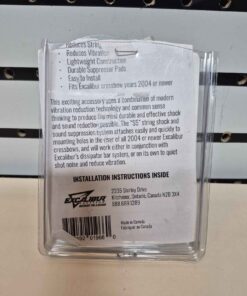 Reduces String
• Reduces Vibration
• Lightweight Construction
• Durable Suppressor Pads
• Easy to Install
• Fits Excalibur crossbow years 2004 or newer
This exciting accessory uses a combination of modern
vibration reduction technology and common sense
thinking to produce the most durable and effective shock
and sound reduction possible. The "S5" string shock and
sound suppression system attaches easily and quickly to
mounting holes in the riser of all 2004 or newer Excalibur
crossbows, and will work either in conjunction with
Excalibur's dissipator bar system, or on its own to quiet
shot noise and reduce vibration.
INSTALLATION INSTRUCTIONS INSIDE
EXCALIBUR
2335 Shirley Drive
Kitchener, Ontario, Canada N2B 3X4
Made in Canada
Fabriqué au Canada